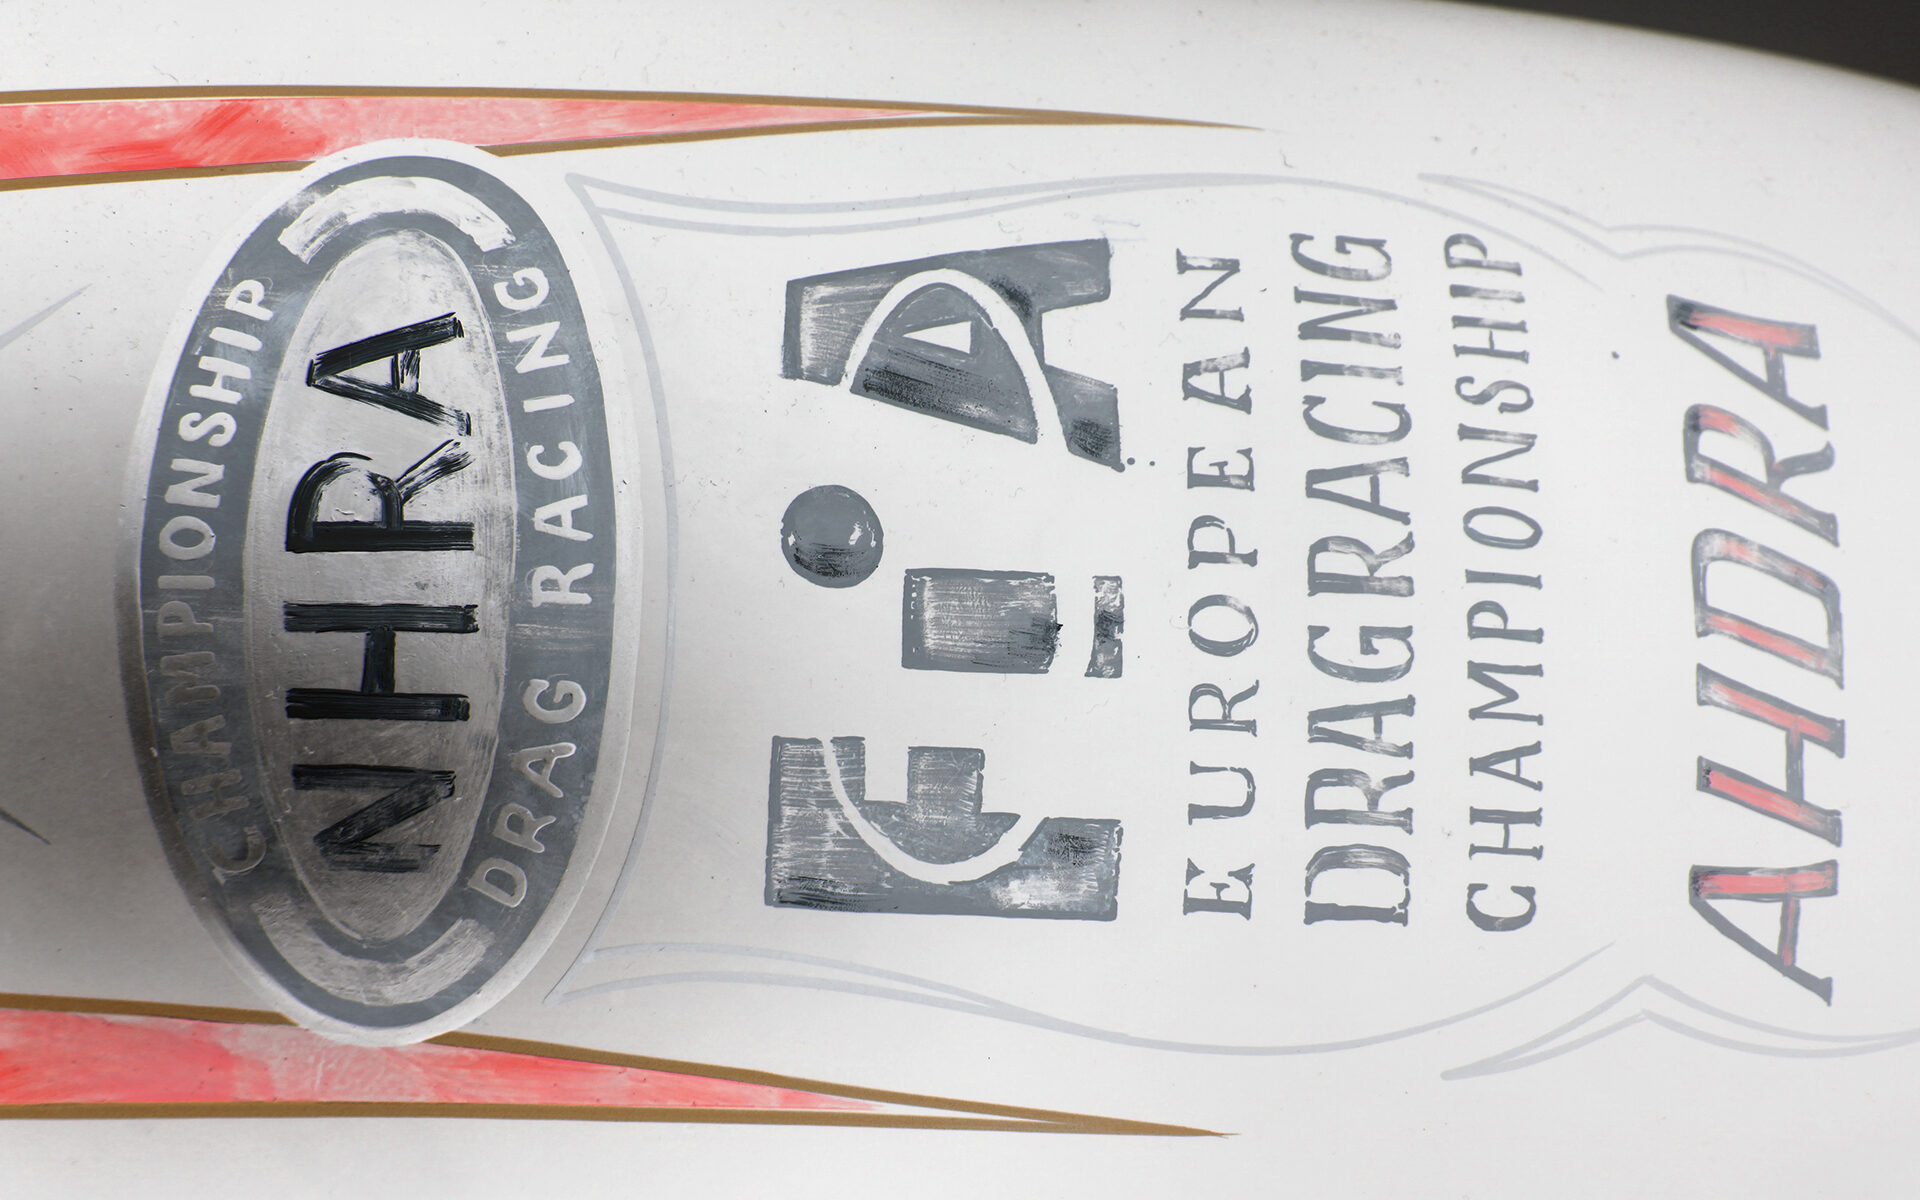 CHAMPIONSHIP
NHRA
DRAG RACING
FiA
EUROPEAN
DRAGRACING
CHAMPIONSHIP
AHDRA